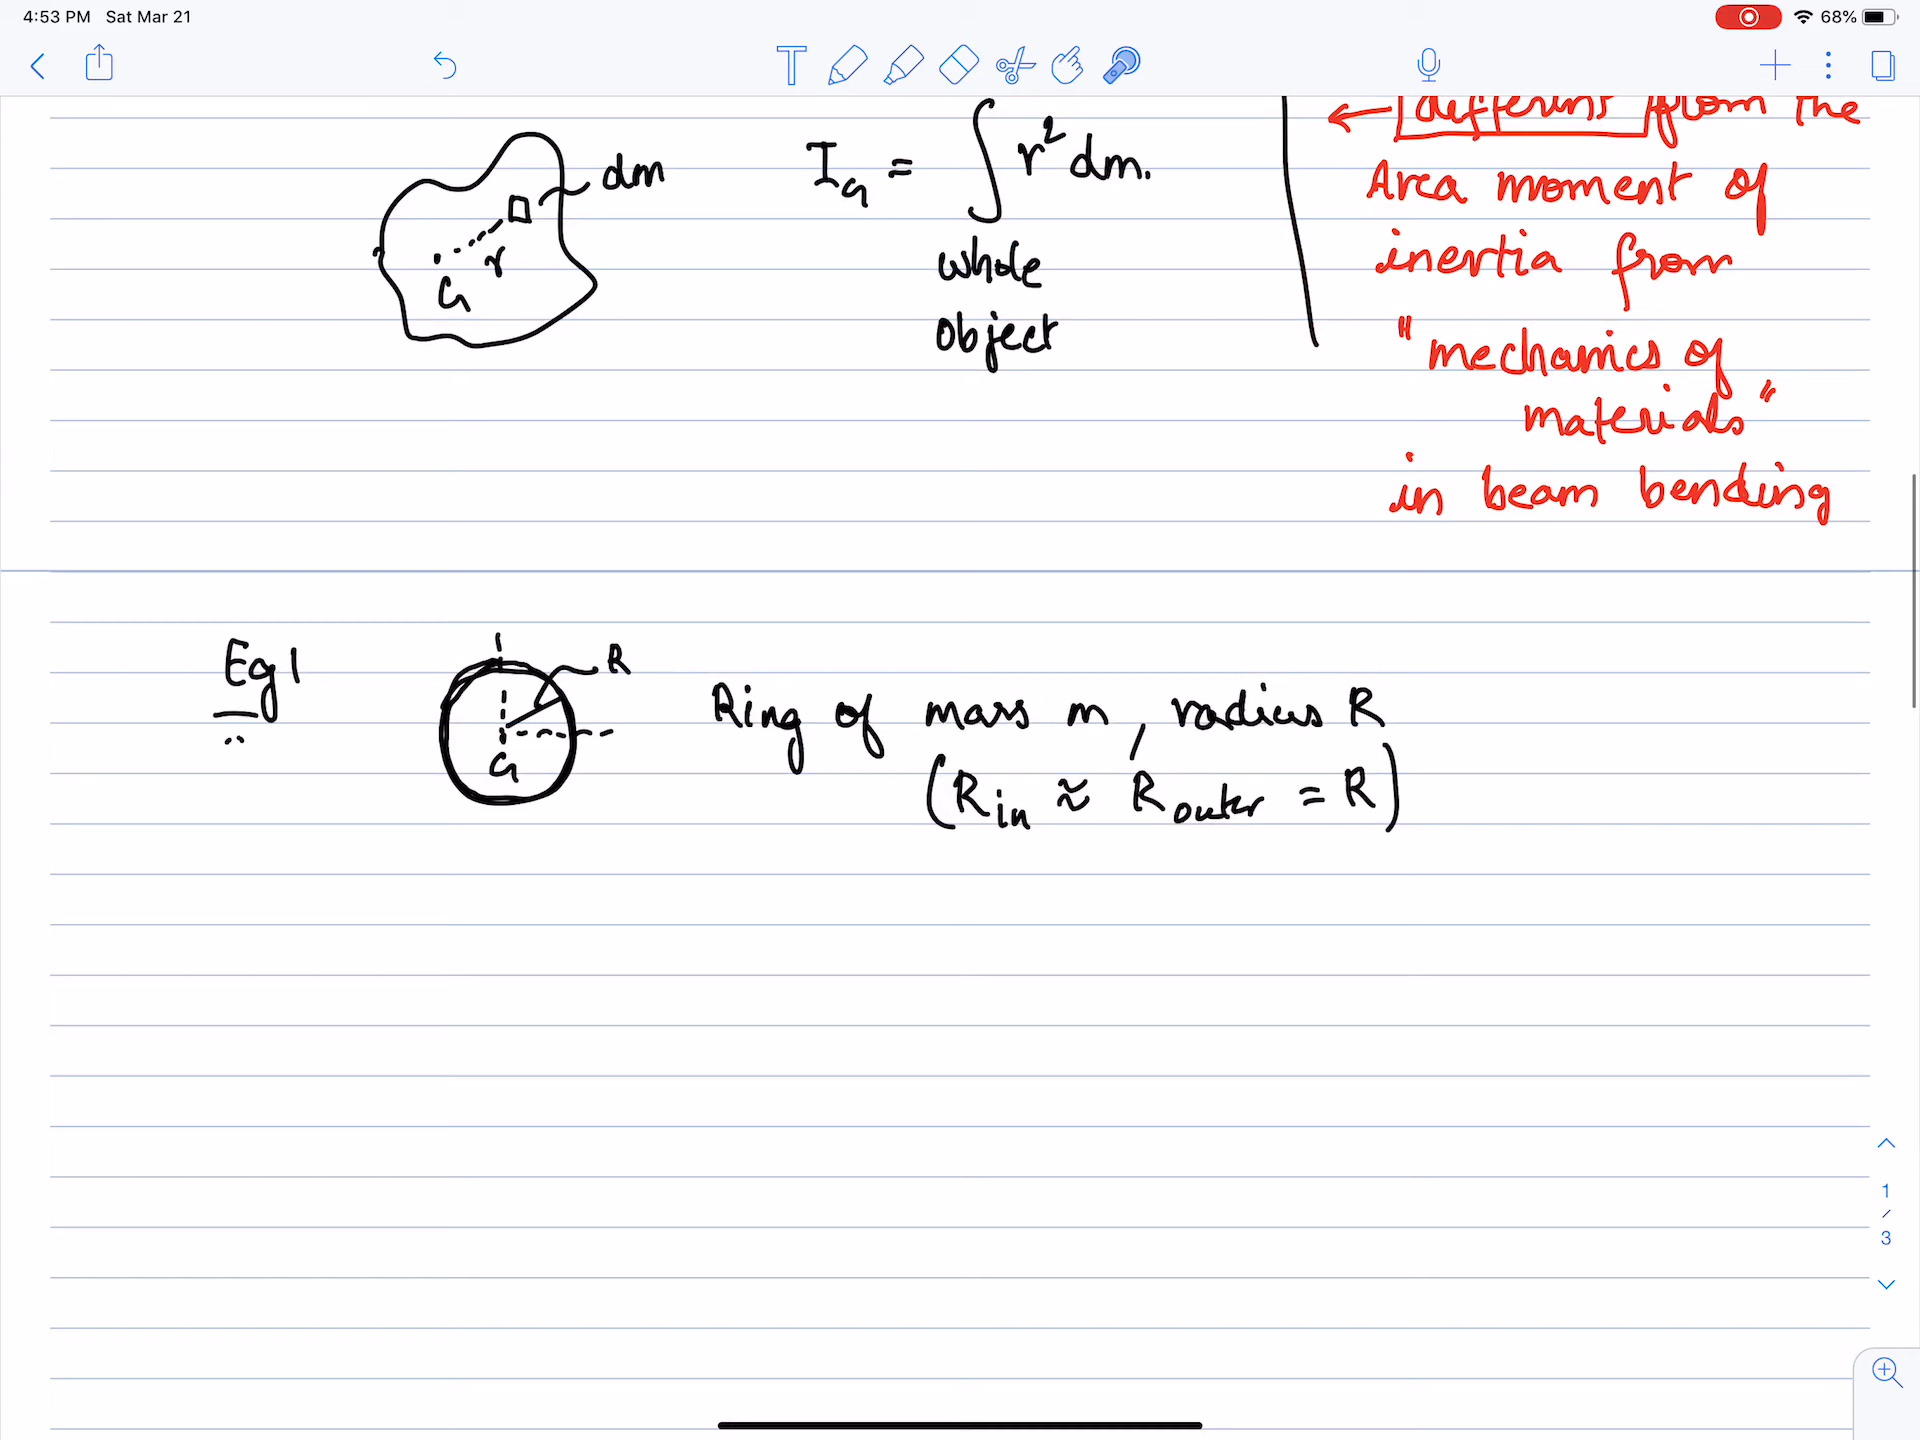 4:53 PM Sat Mar 21
68%
T
← different from the
Area moment of
inertia from
"mechanics of
materials"
in beam bending
dm
r
G
I_G = ∫ r² dm.
whole
object
Eg 1
R
G
Ring of mass m, radius R
(R_in ≈ R_outer = R)
1
/
3